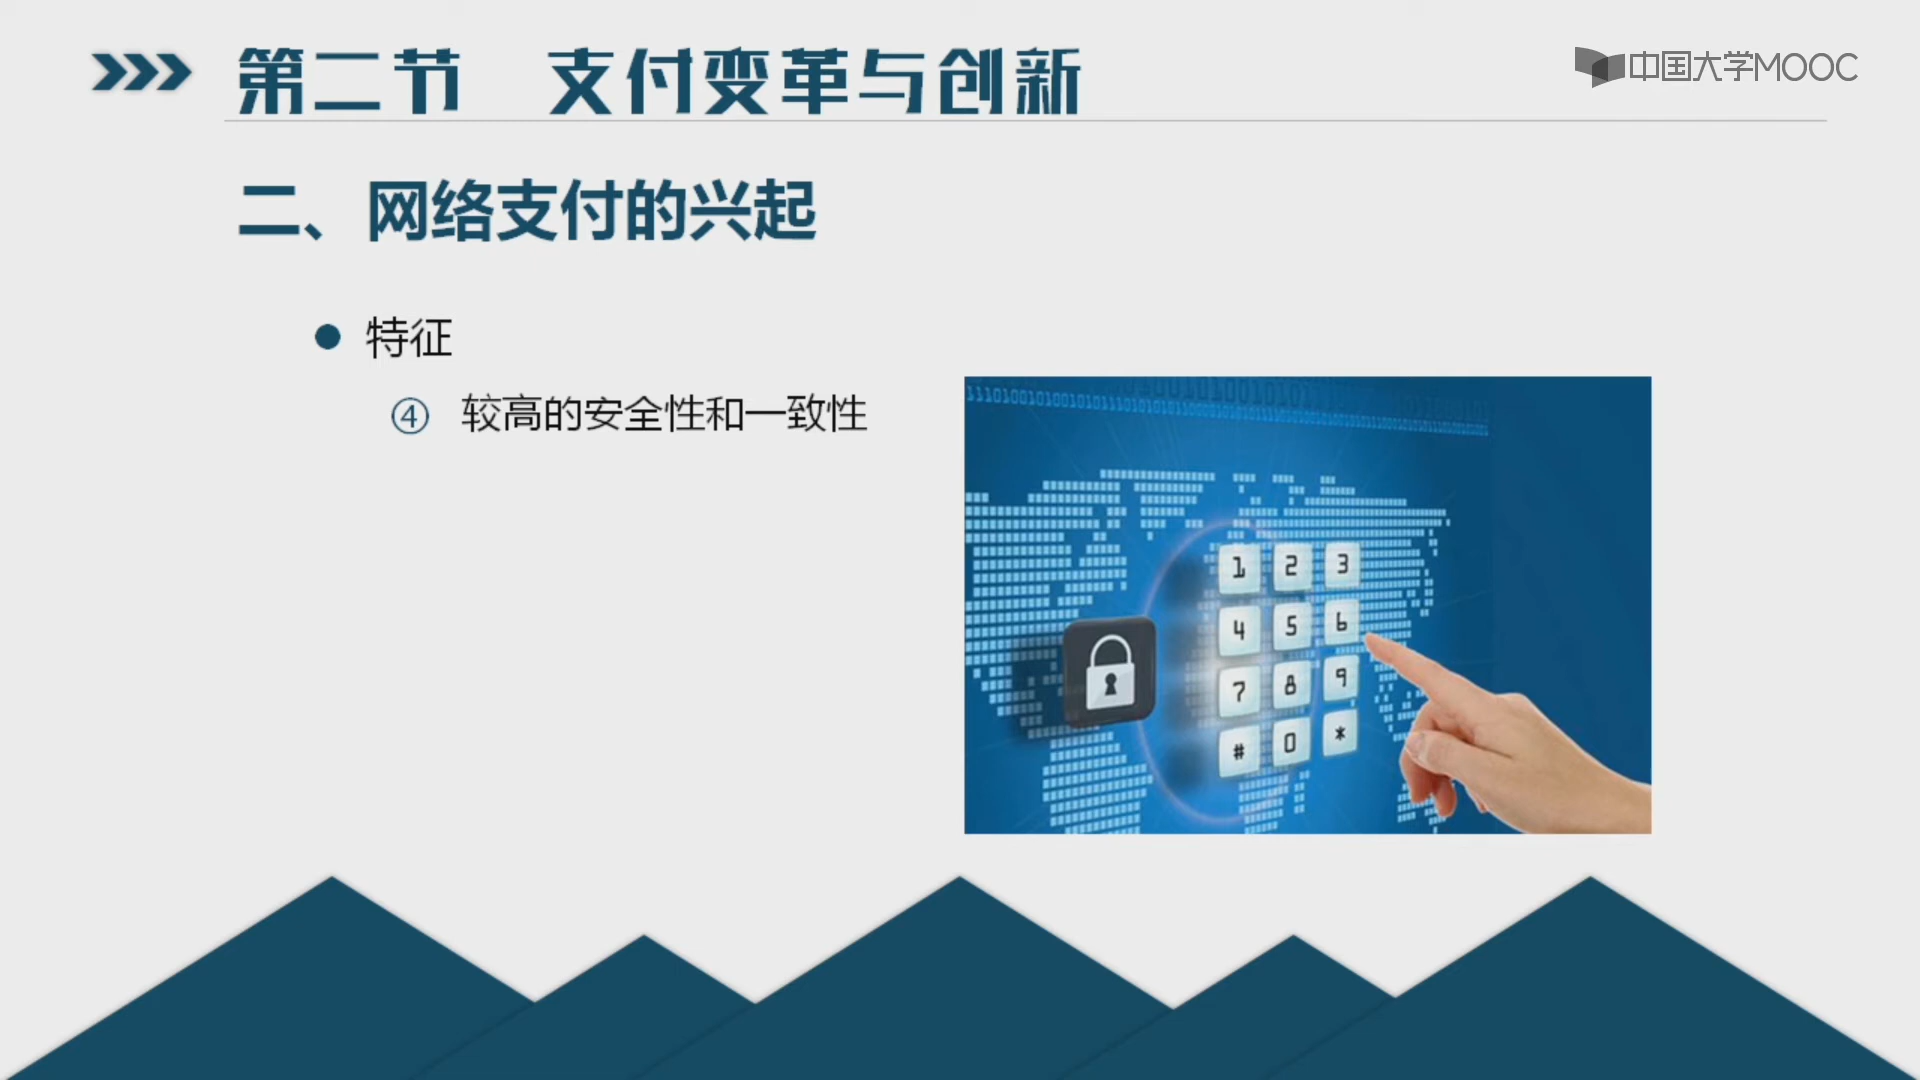 第二节 支付变革与创新
中国大学MOOC
二、网络支付的兴起
特征
④ 较高的安全性和一致性
1 2 3
4 5 6
7 8 9
# 0 *